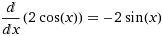 d/dx (2 cos(x)) = −2 sin(x)